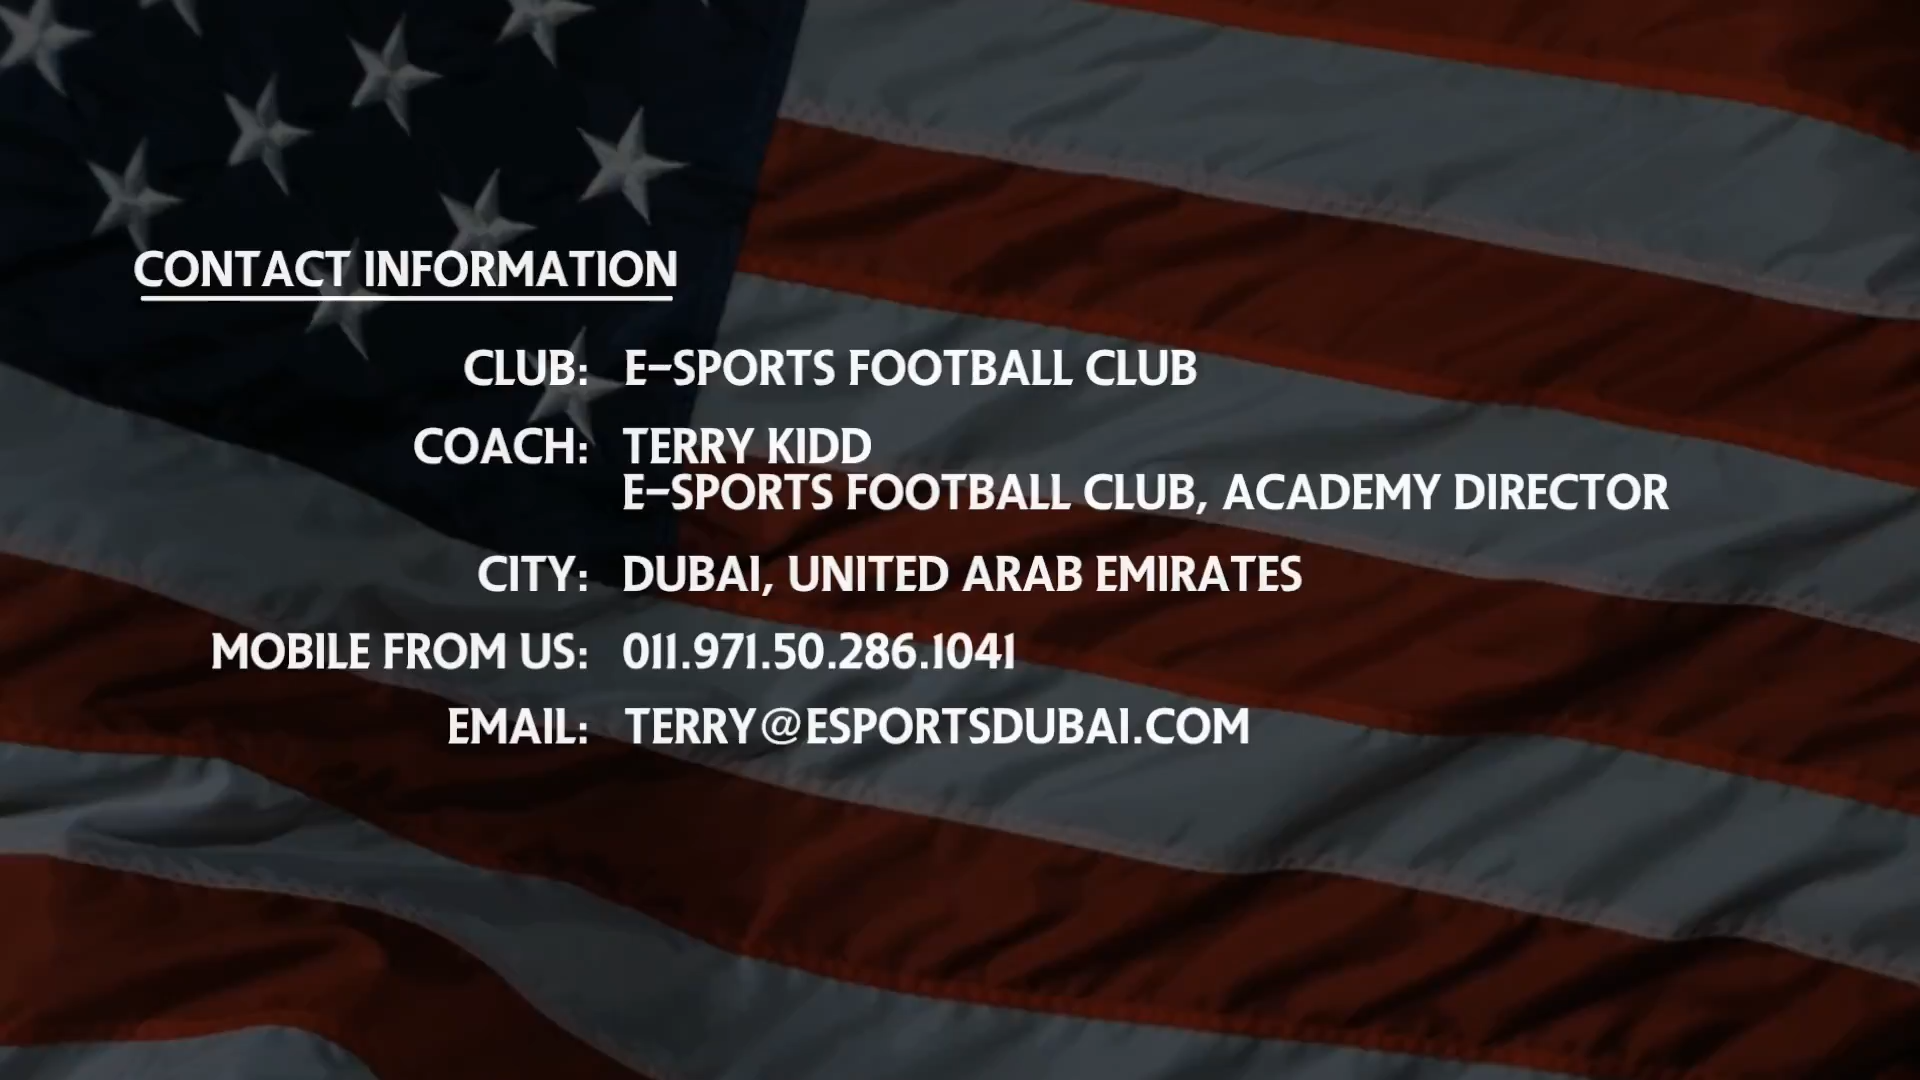 CONTACT INFORMATION
CLUB: E-SPORTS FOOTBALL CLUB
COACH: TERRY KIDD
E-SPORTS FOOTBALL CLUB, ACADEMY DIRECTOR
CITY: DUBAI, UNITED ARAB EMIRATES
MOBILE FROM US: 011.971.50.286.1041
EMAIL: TERRY@ESPORTSDUBAI.COM